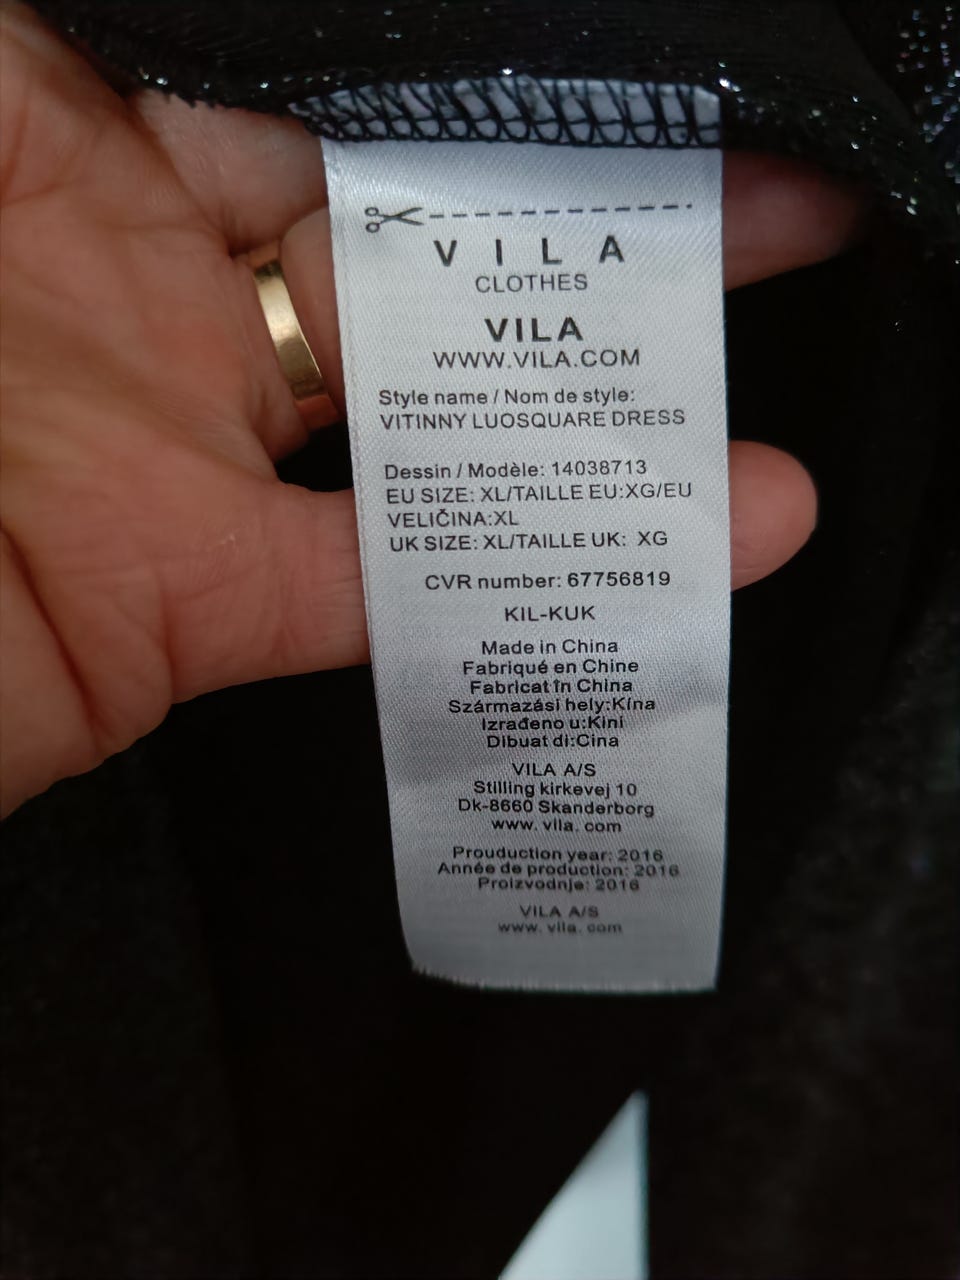 V I L A
CLOTHES
VILA
WWW.VILA.COM
Style name / Nom de style:
VITINNY LUOSQUARE DRESS
Dessin / Modèle: 14038713
EU SIZE: XL/TAILLE EU:XG/EU
VELIČINA:XL
UK SIZE: XL/TAILLE UK: XG
CVR number: 67756819
KIL-KUK
Made in China
Fabriqué en Chine
Fabricat în China
Származási hely:Kína
Izrađeno u:Kini
Dibuat di:Cina
VILA A/S
Stilling kirkevej 10
Dk-8660 Skanderborg
www. vila. com
Prouduction year: 2016
Année de production: 2016
Proizvodnje: 2016
VILA A/S
www. vila. com